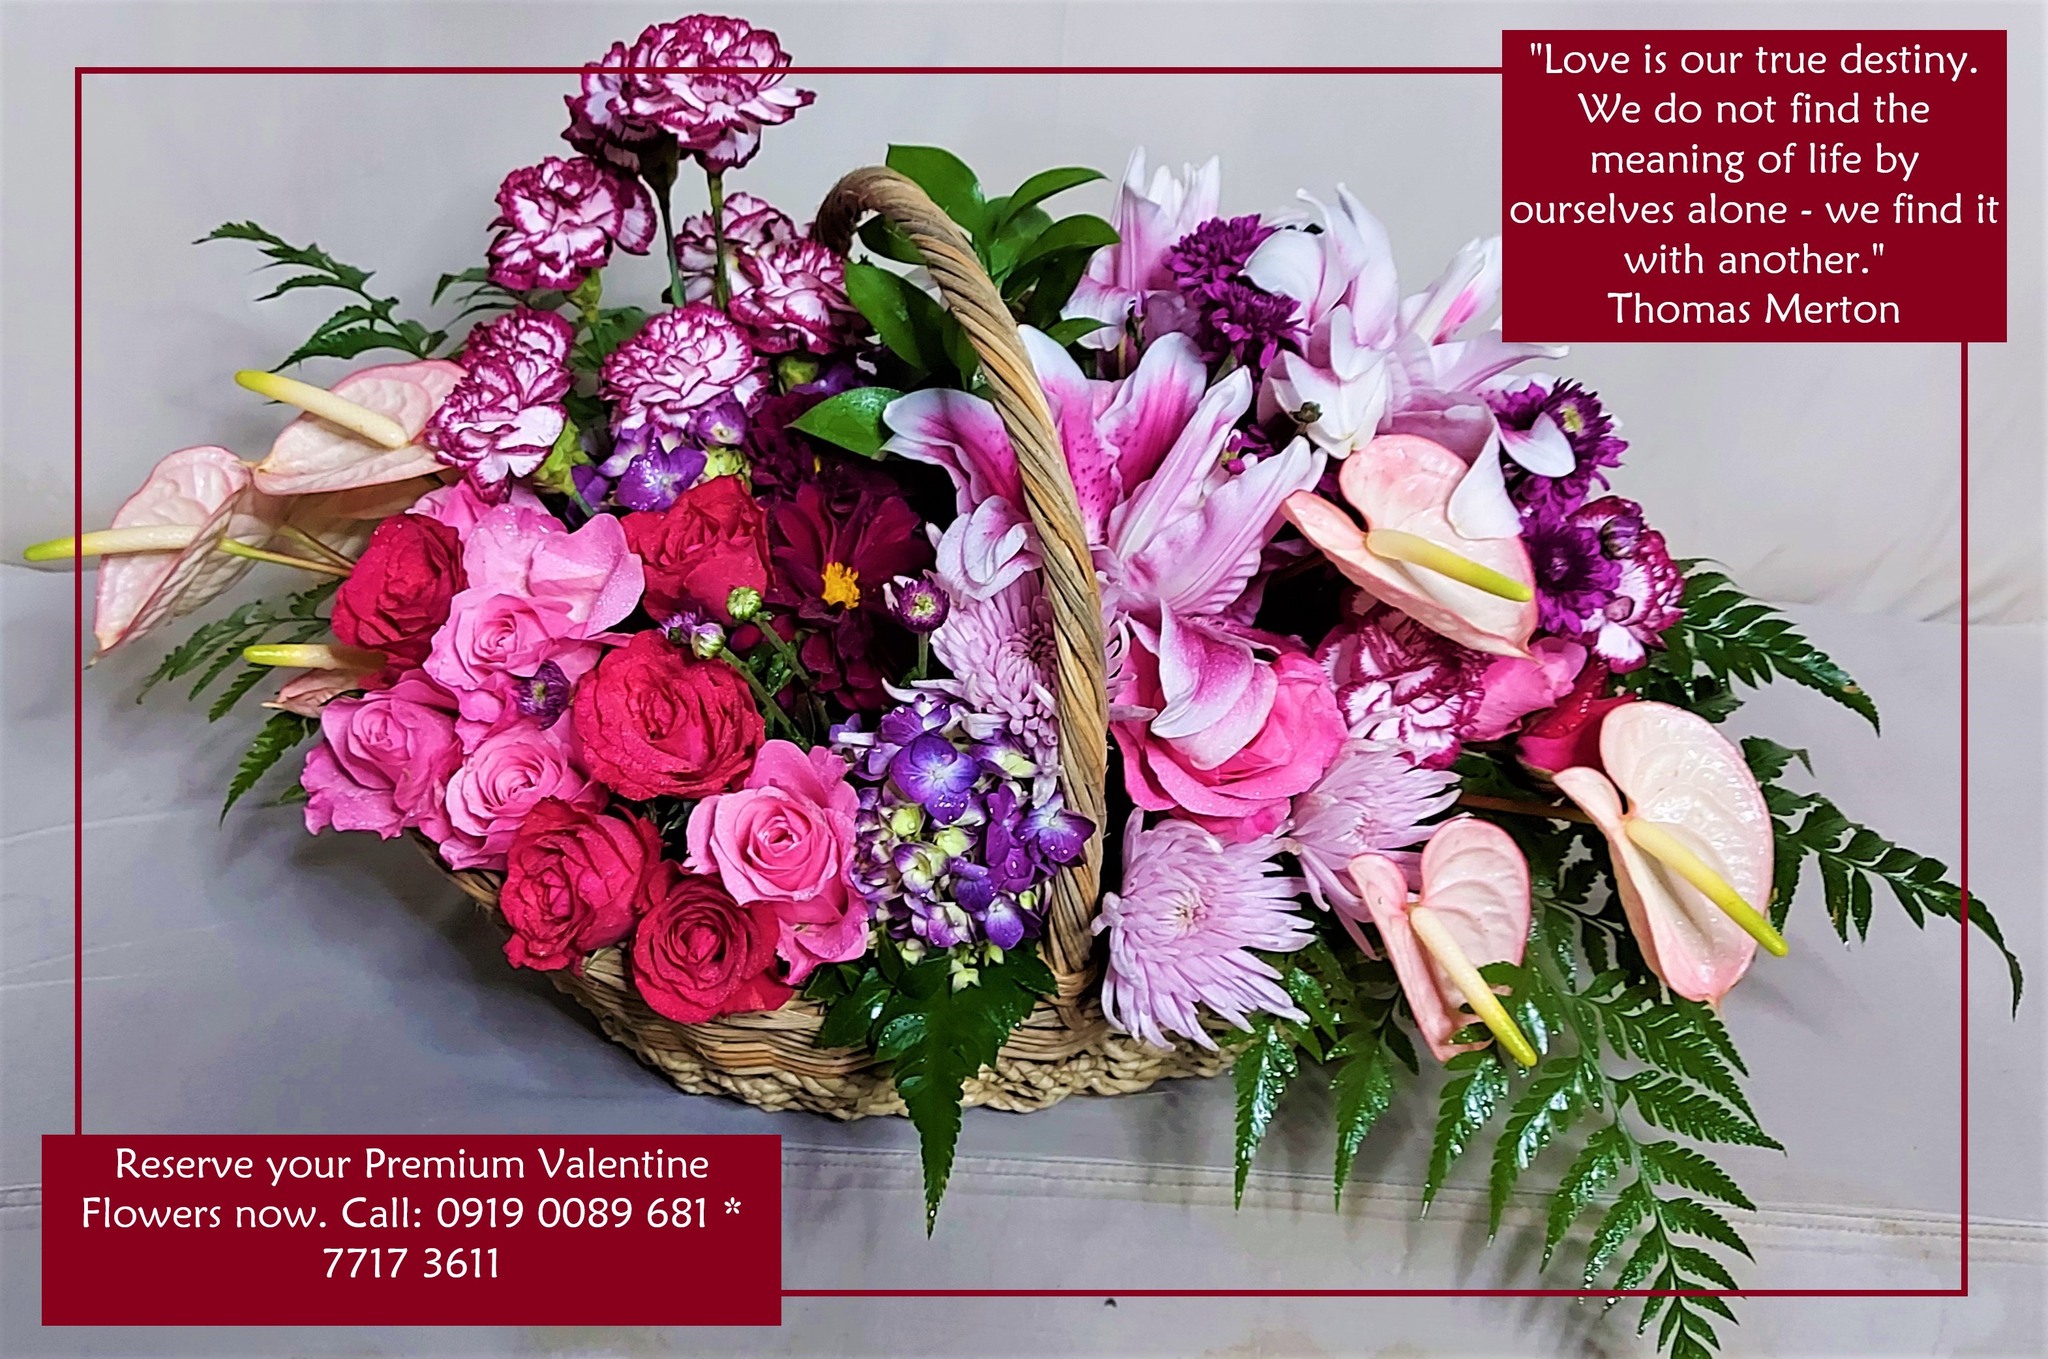 "Love is our true destiny.
We do not find the
meaning of life by
ourselves alone - we find it
with another."
Thomas Merton
Reserve your Premium Valentine
Flowers now. Call: 0919 0089 681 *
7717 3611